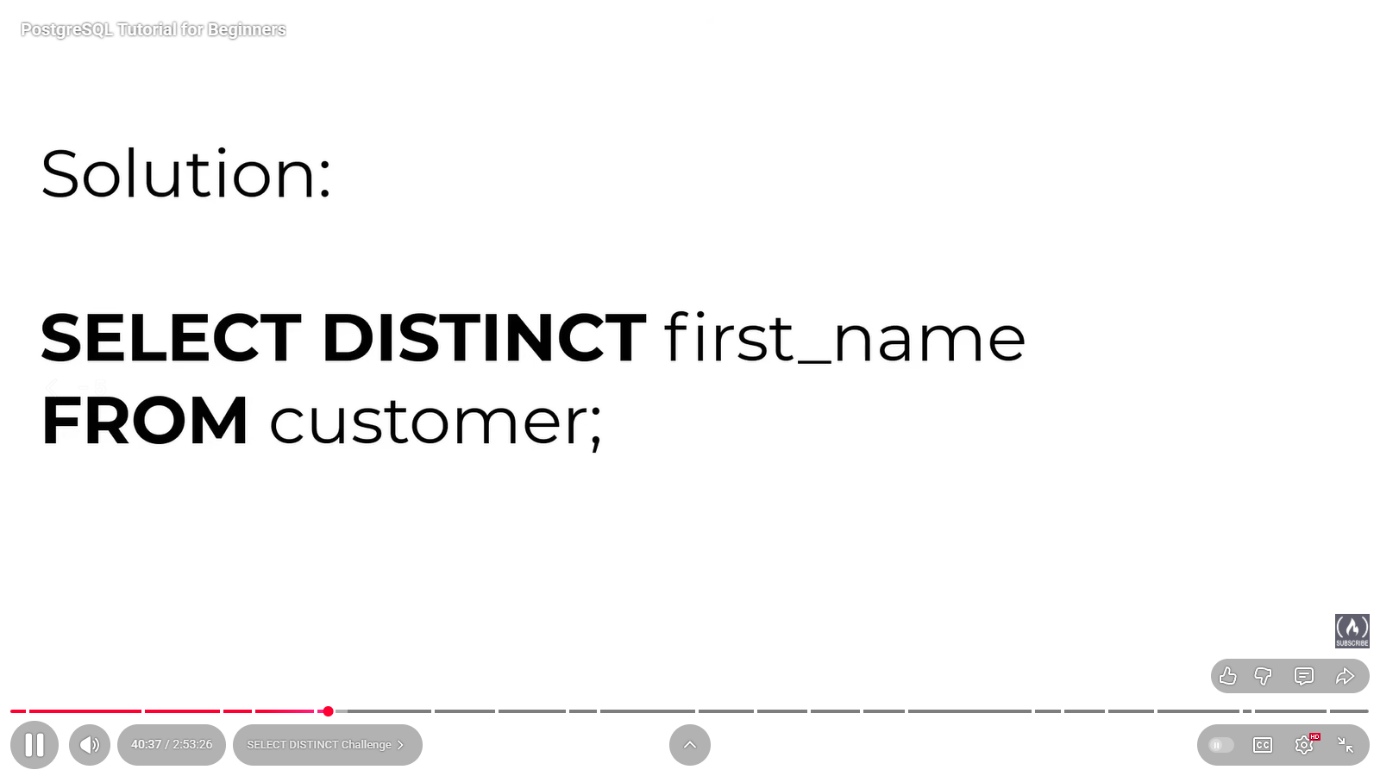 PostgreSQL Tutorial for Beginners
Solution:
SELECT DISTINCT first_name
FROM customer;
SUBSCRIBE
40:37 / 2:53:26
SELECT DISTINCT Challenge
CC
HD